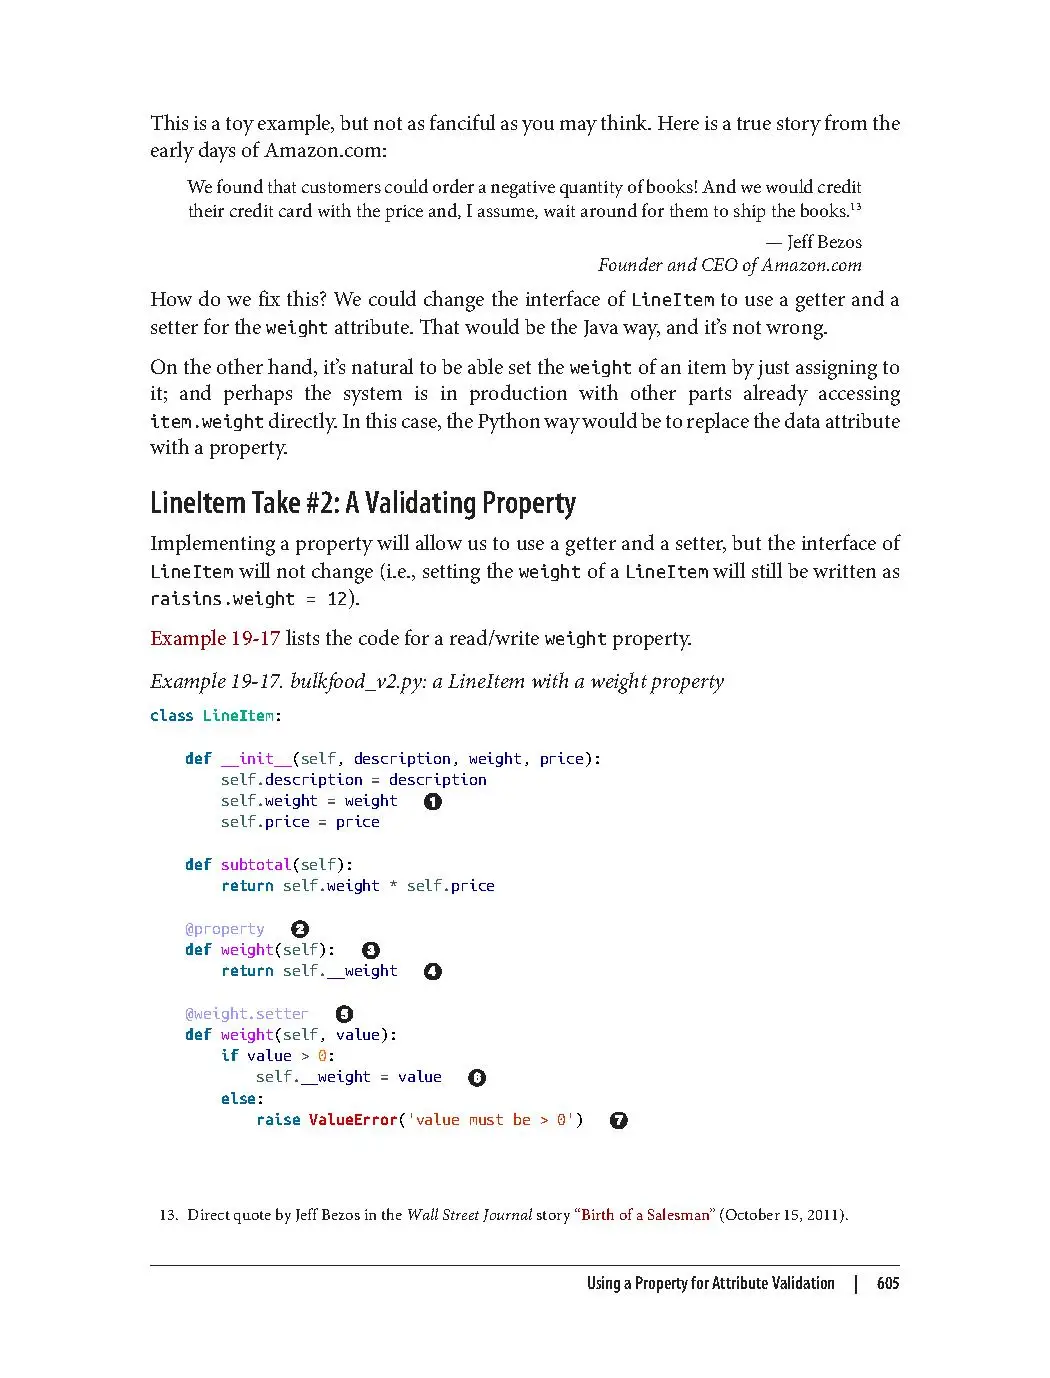 This is a toy example, but not as fanciful as you may think. Here is a true story from the
early days of Amazon.com:
We found that customers could order a negative quantity of books! And we would credit
their credit card with the price and, I assume, wait around for them to ship the books.13
— Jeff Bezos
Founder and CEO of Amazon.com
How do we fix this? We could change the interface of LineItem to use a getter and a
setter for the weight attribute. That would be the Java way, and it’s not wrong.
On the other hand, it’s natural to be able set the weight of an item by just assigning to
it; and perhaps the system is in production with other parts already accessing
item.weight directly. In this case, the Python way would be to replace the data attribute
with a property.
LineItem Take #2: A Validating Property
Implementing a property will allow us to use a getter and a setter, but the interface of
LineItem will not change (i.e., setting the weight of a LineItem will still be written as
raisins.weight = 12).
Example 19-17 lists the code for a read/write weight property.
Example 19-17. bulkfood_v2.py: a LineItem with a weight property
class LineItem:
    def __init__(self, description, weight, price):
        self.description = description
        self.weight = weight ❶
        self.price = price
    def subtotal(self):
        return self.weight * self.price
    @property ❷
    def weight(self): ❸
        return self.__weight ❹
    @weight.setter ❺
    def weight(self, value):
        if value > 0:
            self.__weight = value ❻
        else:
            raise ValueError('value must be > 0') ❼
13. Direct quote by Jeff Bezos in the Wall Street Journal story “Birth of a Salesman” (October 15, 2011).
Using a Property for Attribute Validation | 605